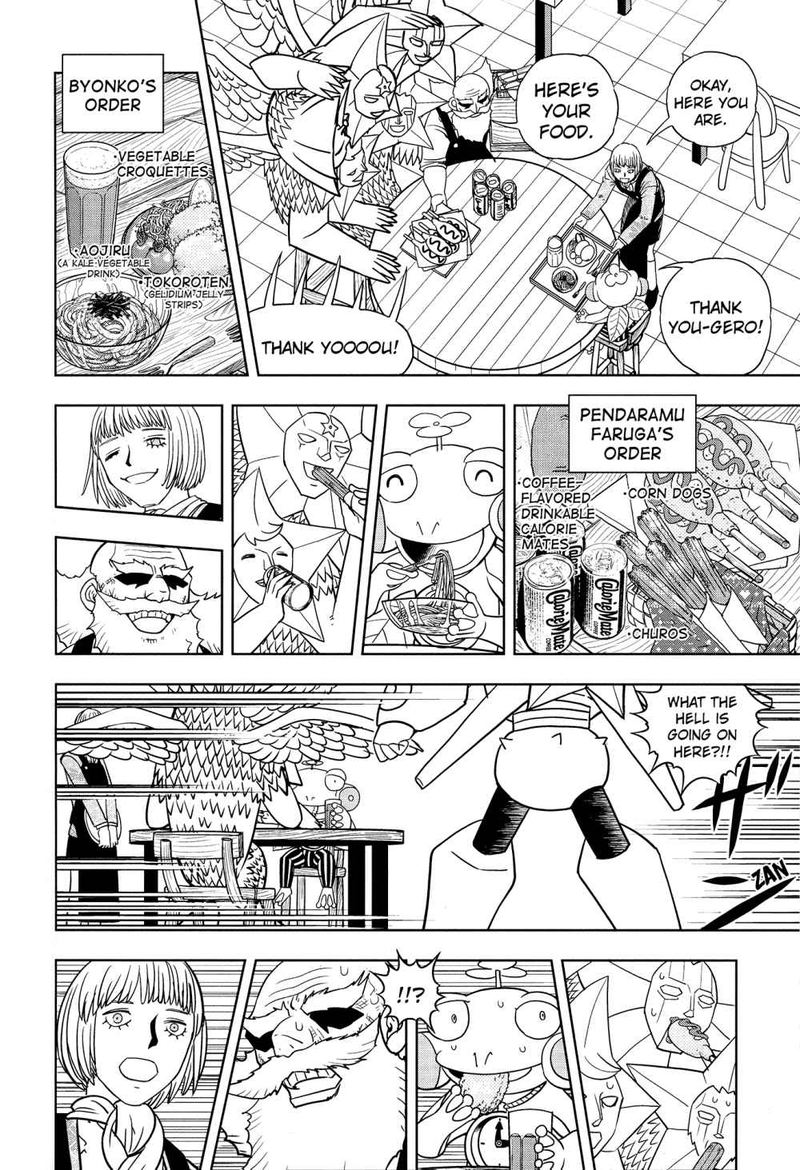 OKAY,
HERE YOU
ARE.
HERE'S
YOUR
FOOD.
THANK
YOU-GERO!
THANK YOOOOU!
BYONKO'S
ORDER
•VEGETABLE
CROQUETTES
•AOJIRU
(A KALE-VEGETABLE
DRINK)
•TOKOROTEN
(GELIDIUM JELLY
STRIPS)
PENDARAMU
FARUGA'S
ORDER
•COFFEE-
FLAVORED
DRINKABLE
CALORIE
MATES
•CORN DOGS
CalorieMate
CalorieMate
•CHUROS
WHAT THE
HELL IS
GOING ON
HERE?!!
ザ
ZAN
!!?